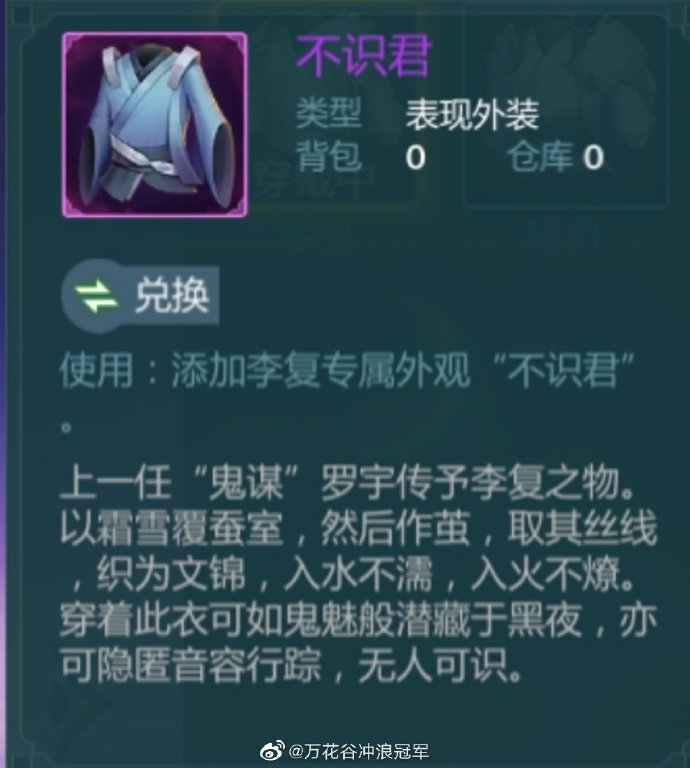 不识君
类型 表现外装
背包 0 仓库 0
穿戴中
兑换
使用：添加李复专属外观“不识君”
。
上一任“鬼谋”罗宇传予李复之物。
以霜雪覆蚕室，然后作茧，取其丝线
，织为文锦，入水不濡，入火不燎。
穿着此衣可如鬼魅般潜藏于黑夜，亦
可隐匿音容行踪，无人可识。
@万花谷冲浪冠军